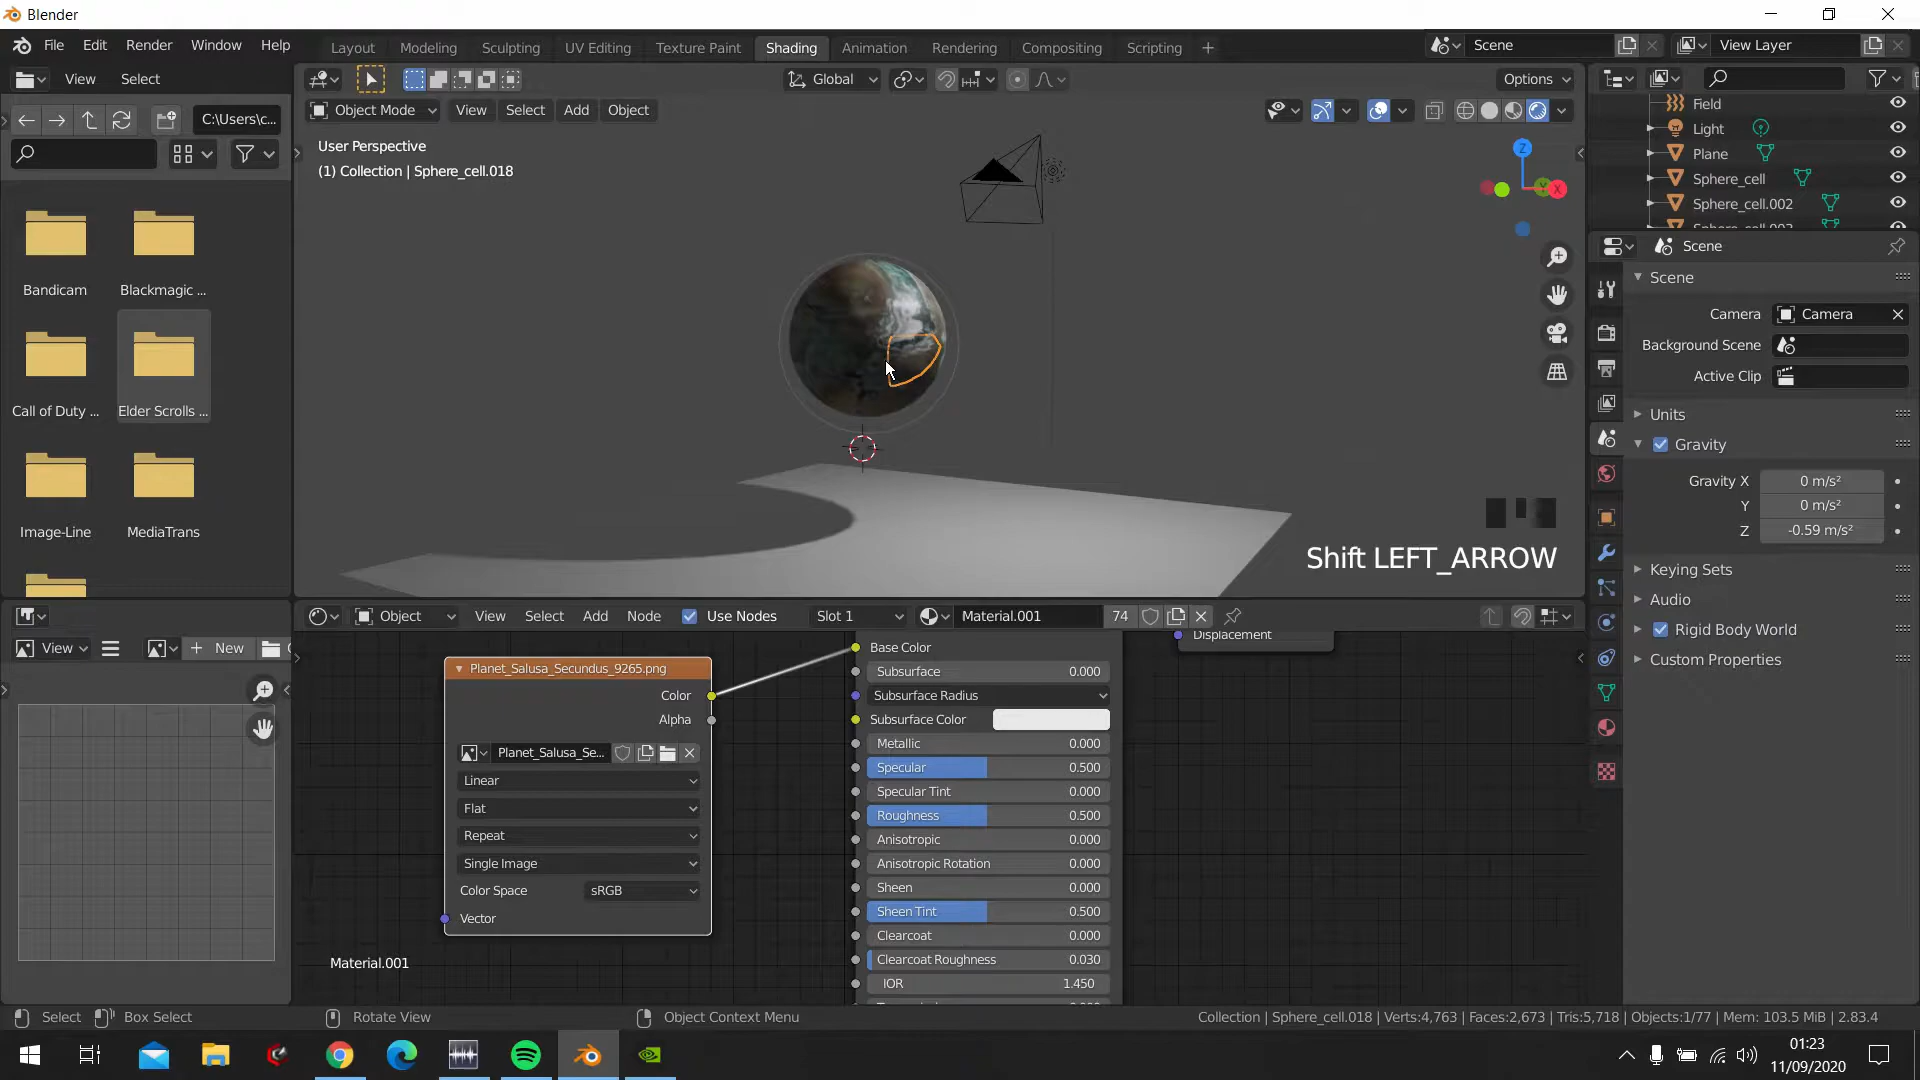 Blender
File Edit Render Window Help
Layout Modeling Sculpting UV Editing Texture Paint Shading Animation Rendering Compositing Scripting
Scene
View Layer
View Select
Global
Options
C:\Users\c...
Object Mode View Select Add Object
User Perspective
(1) Collection | Sphere_cell.018
Field
Light
Plane
Sphere_cell
Sphere_cell.002
Z
X
Bandicam Blackmagic ...
Call of Duty ... Elder Scrolls ...
Image-Line MediaTrans
Shift LEFT_ARROW
Scene
Scene
Camera Camera
Background Scene
Active Clip
Units
Gravity
Gravity X 0 m/s²
Y 0 m/s²
Z -0.59 m/s²
Keying Sets
Audio
Rigid Body World
Custom Properties
View New
Object View Select Add Node Use Nodes Slot 1 Material.001 74
Displacement
Planet_Salusa_Secundus_9265.png
Color
Alpha
Planet_Salusa_Se...
Linear
Flat
Repeat
Single Image
Color Space sRGB
Vector
Base Color
Subsurface 0.000
Subsurface Radius
Subsurface Color
Metallic 0.000
Specular 0.500
Specular Tint 0.000
Roughness 0.500
Anisotropic 0.000
Anisotropic Rotation 0.000
Sheen 0.000
Sheen Tint 0.500
Clearcoat 0.000
Clearcoat Roughness 0.030
IOR 1.450
Material.001
Select Box Select Rotate View Object Context Menu
Collection | Sphere_cell.018 | Verts:4,763 | Faces:2,673 | Tris:5,718 | Objects:1/77 | Mem: 103.5 MiB | 2.83.4
01:23
11/09/2020